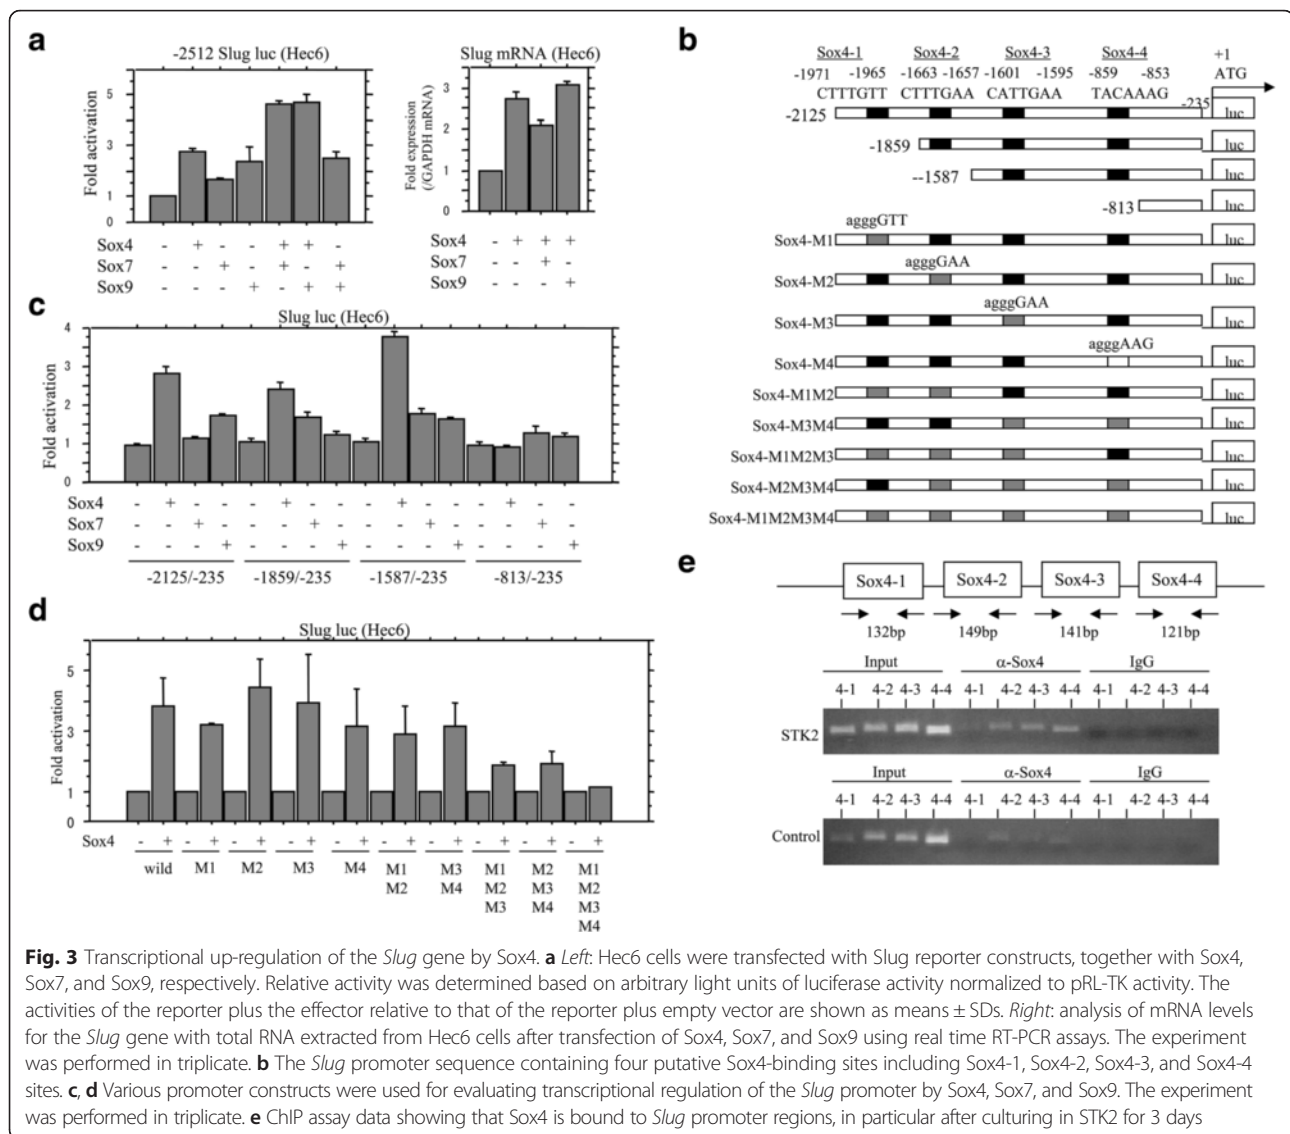 a
-2512 Slug luc (Hec6)
Fold activation
5
3
1
0
Sox4 - + - - + + -
Sox7 - - + - + - +
Sox9 - - - + - + +
Slug mRNA (Hec6)
Fold expression
(/GAPDH mRNA)
3
2
1
0
Sox4 - + + +
Sox7 - - + -
Sox9 - - - +
b
Sox4-1 Sox4-2 Sox4-3 Sox4-4 +1
-1971 -1965 -1663 -1657 -1601 -1595 -859 -853 ATG
CTTTGTT CTTTGAA CATTGAA TACAAAG
-235
-2125 luc
-1859 luc
--1587 luc
-813 luc
agggGTT
Sox4-M1 luc
agggGAA
Sox4-M2 luc
agggGAA
Sox4-M3 luc
agggAAG
Sox4-M4 luc
Sox4-M1M2 luc
Sox4-M3M4 luc
Sox4-M1M2M3 luc
Sox4-M2M3M4 luc
Sox4-M1M2M3M4 luc
c
Slug luc (Hec6)
Fold activation
4
3
2
1
0
Sox4 - + - - - + - - - + - - - + - -
Sox7 - - + - - - + - - - + - - - + -
Sox9 - - - + - - - + - - - + - - - +
-2125/-235 -1859/-235 -1587/-235 -813/-235
d
Slug luc (Hec6)
Fold activation
5
3
1
0
Sox4 - + - + - + - + - + - + - + - + - + - +
wild M1 M2 M3 M4 M1 M3 M1 M2 M1
M2 M4 M2 M3 M2
M3 M4 M3
M4
e
Sox4-1 Sox4-2 Sox4-3 Sox4-4
132bp 149bp 141bp 121bp
Input α-Sox4 IgG
4-1 4-2 4-3 4-4 4-1 4-2 4-3 4-4 4-1 4-2 4-3 4-4
STK2
Input α-Sox4 IgG
4-1 4-2 4-3 4-4 4-1 4-2 4-3 4-4 4-1 4-2 4-3 4-4
Control
Fig. 3 Transcriptional up-regulation of the Slug gene by Sox4. a Left: Hec6 cells were transfected with Slug reporter constructs, together with Sox4,
Sox7, and Sox9, respectively. Relative activity was determined based on arbitrary light units of luciferase activity normalized to pRL-TK activity. The
activities of the reporter plus the effector relative to that of the reporter plus empty vector are shown as means ± SDs. Right: analysis of mRNA levels
for the Slug gene with total RNA extracted from Hec6 cells after transfection of Sox4, Sox7, and Sox9 using real time RT-PCR assays. The experiment
was performed in triplicate. b The Slug promoter sequence containing four putative Sox4-binding sites including Sox4-1, Sox4-2, Sox4-3, and Sox4-4
sites. c, d Various promoter constructs were used for evaluating transcriptional regulation of the Slug promoter by Sox4, Sox7, and Sox9. The experiment
was performed in triplicate. e ChIP assay data showing that Sox4 is bound to Slug promoter regions, in particular after culturing in STK2 for 3 days